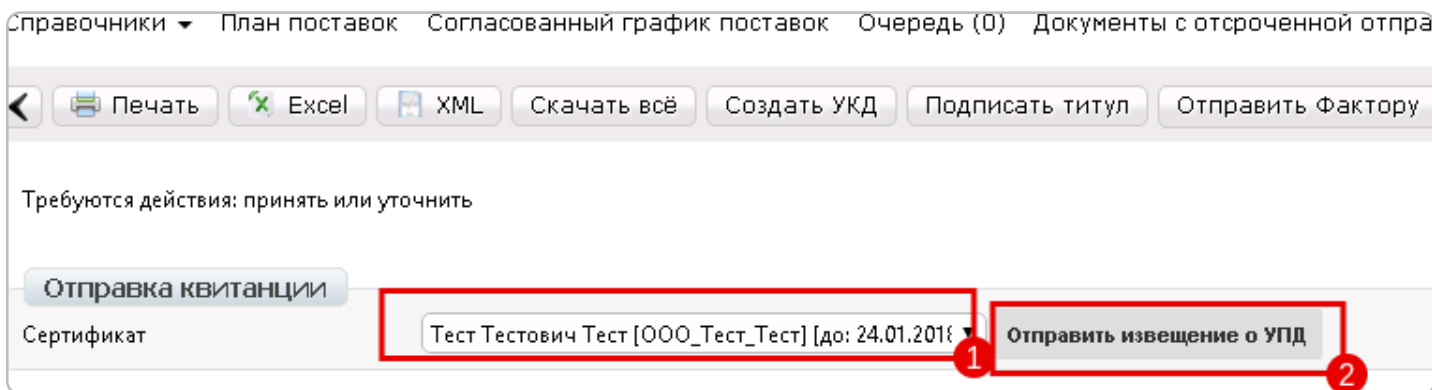 Справочники План поставок Согласованный график поставок Очередь (0) Документы с отсроченной отпра
Печать Excel XML Скачать всё Создать УКД Подписать титул Отправить Фактору
Требуются действия: принять или уточнить
Отправка квитанции
Сертификат Тест Тестович Тест [ООО_Тест_Тест] [до: 24.01.2018 1 Отправить извещение о УПД 2